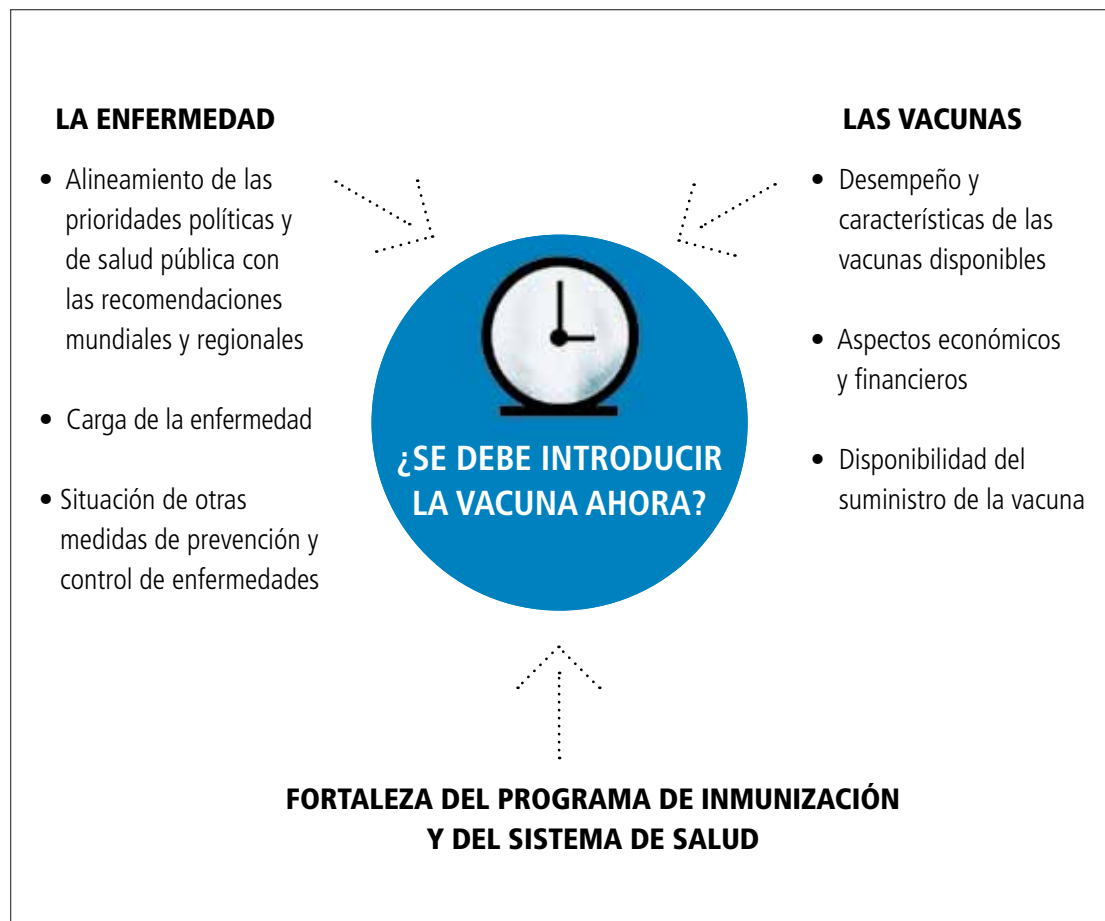 LA ENFERMEDAD
• Alineamiento de las
prioridades políticas y
de salud pública con
las recomendaciones
mundiales y regionales
• Carga de la enfermedad
• Situación de otras
medidas de prevención y
control de enfermedades
LAS VACUNAS
• Desempeño y
características de las
vacunas disponibles
• Aspectos económicos
y financieros
• Disponibilidad del
suministro de la vacuna
¿SE DEBE INTRODUCIR
LA VACUNA AHORA?
FORTALEZA DEL PROGRAMA DE INMUNIZACIÓN
Y DEL SISTEMA DE SALUD